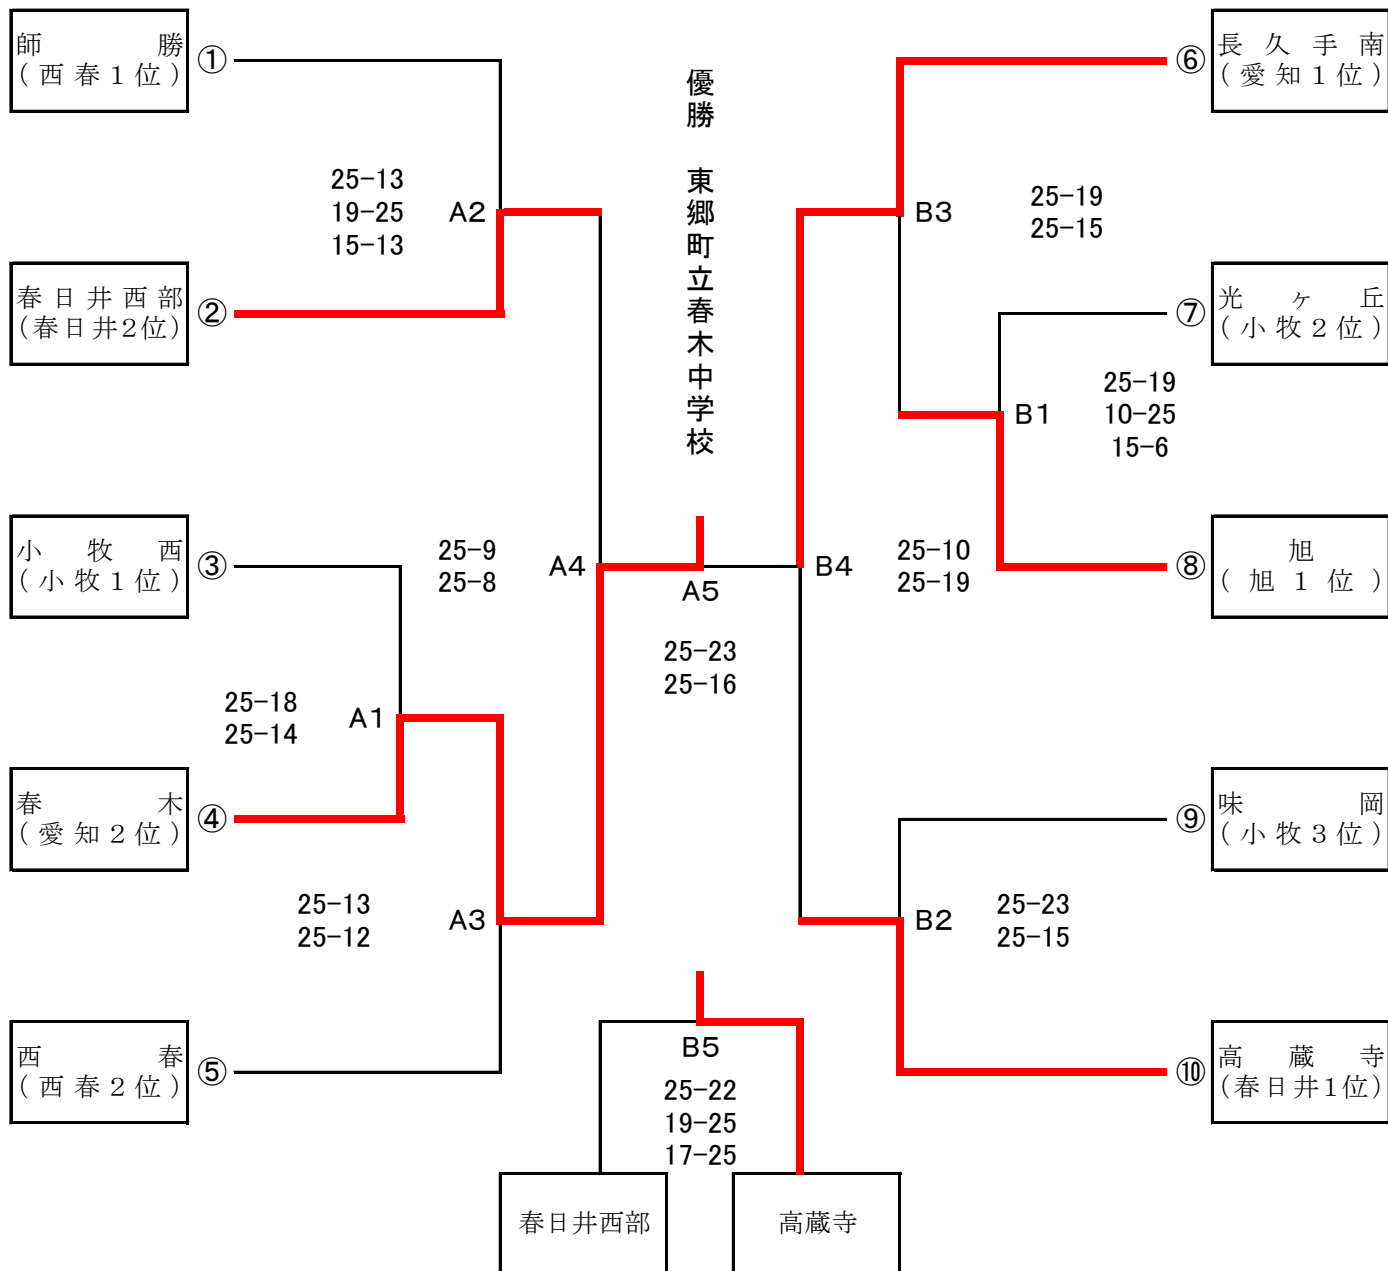 師勝
(西春1位)
①
春日井西部
(春日井2位)
②
小牧西
(小牧1位)
③
春木
(愛知2位)
④
西春
(西春2位)
⑤
25-13
19-25
15-13
A2
25-18
25-14
A1
25-9
25-8
A4
25-13
25-12
A3
優勝 東郷町立春木中学校
A5
25-23
25-16
B5
25-22
19-25
17-25
春日井西部
高蔵寺
B3
25-19
25-15
B1
25-19
10-25
15-6
B4
25-10
25-19
B2
25-23
25-15
⑥
長久手南
(愛知1位)
⑦
光ヶ丘
(小牧2位)
⑧
旭
(旭1位)
⑨
味岡
(小牧3位)
⑩
高蔵寺
(春日井1位)